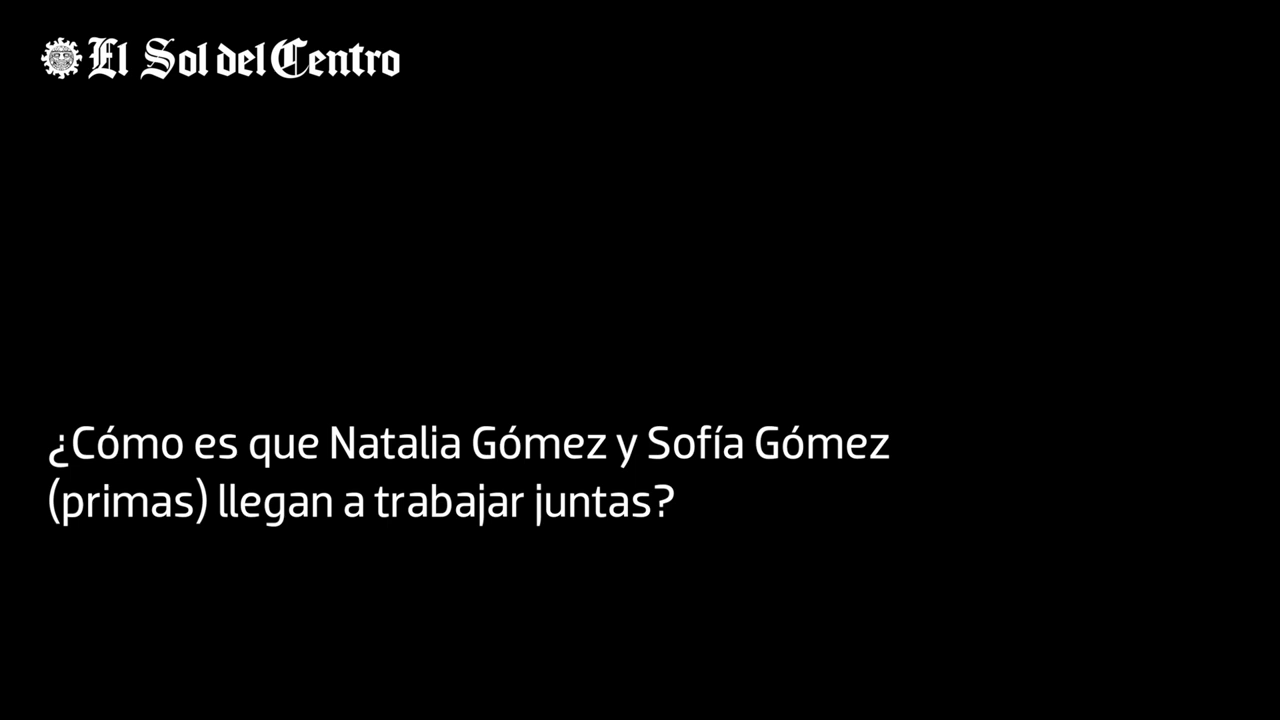 El Sol del Centro
¿Cómo es que Natalia Gómez y Sofía Gómez
(primas) llegan a trabajar juntas?